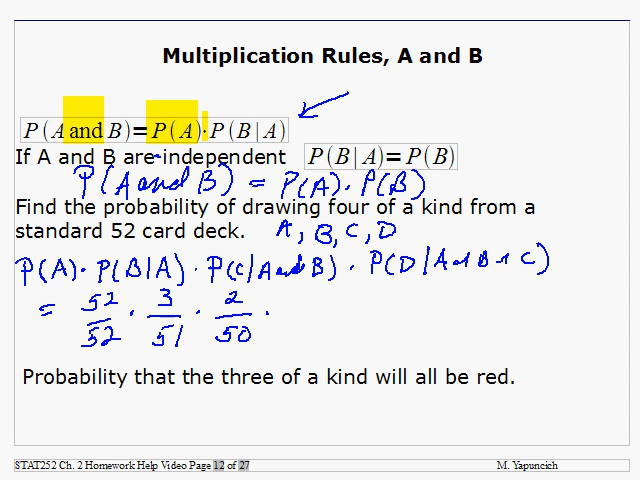 Multiplication Rules, A and B
P(A and B)=P(A)·P(B|A)
If A and B are independent P(B|A)=P(B)
P(A and B) = P(A)·P(B)
Find the probability of drawing four of a kind from a
standard 52 card deck. A, B, C, D
P(A)· P(B|A) · P(C/A and B) · P(D/A and B and C)
= 52/52 · 3/51 · 2/50 ·
Probability that the three of a kind will all be red.
STAT252 Ch. 2 Homework Help Video Page 12 of 27 M. Yapuncich